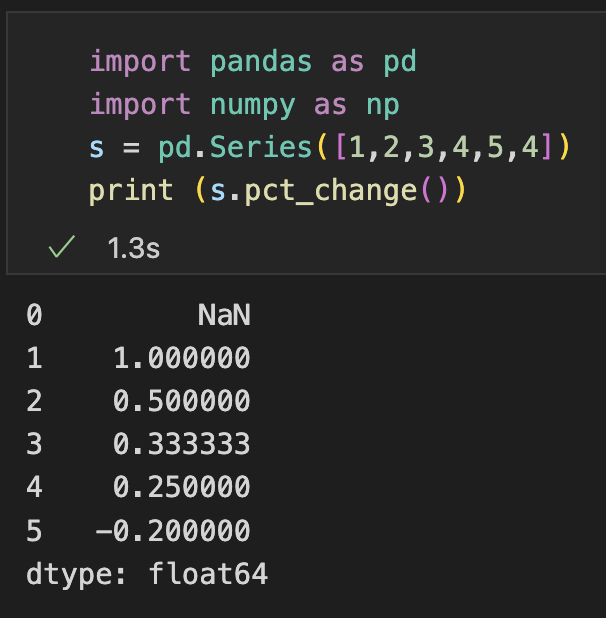 import pandas as pd
import numpy as np
s = pd.Series([1,2,3,4,5,4])
print (s.pct_change())
✓ 1.3s
0 NaN
1 1.000000
2 0.500000
3 0.333333
4 0.250000
5 -0.200000
dtype: float64